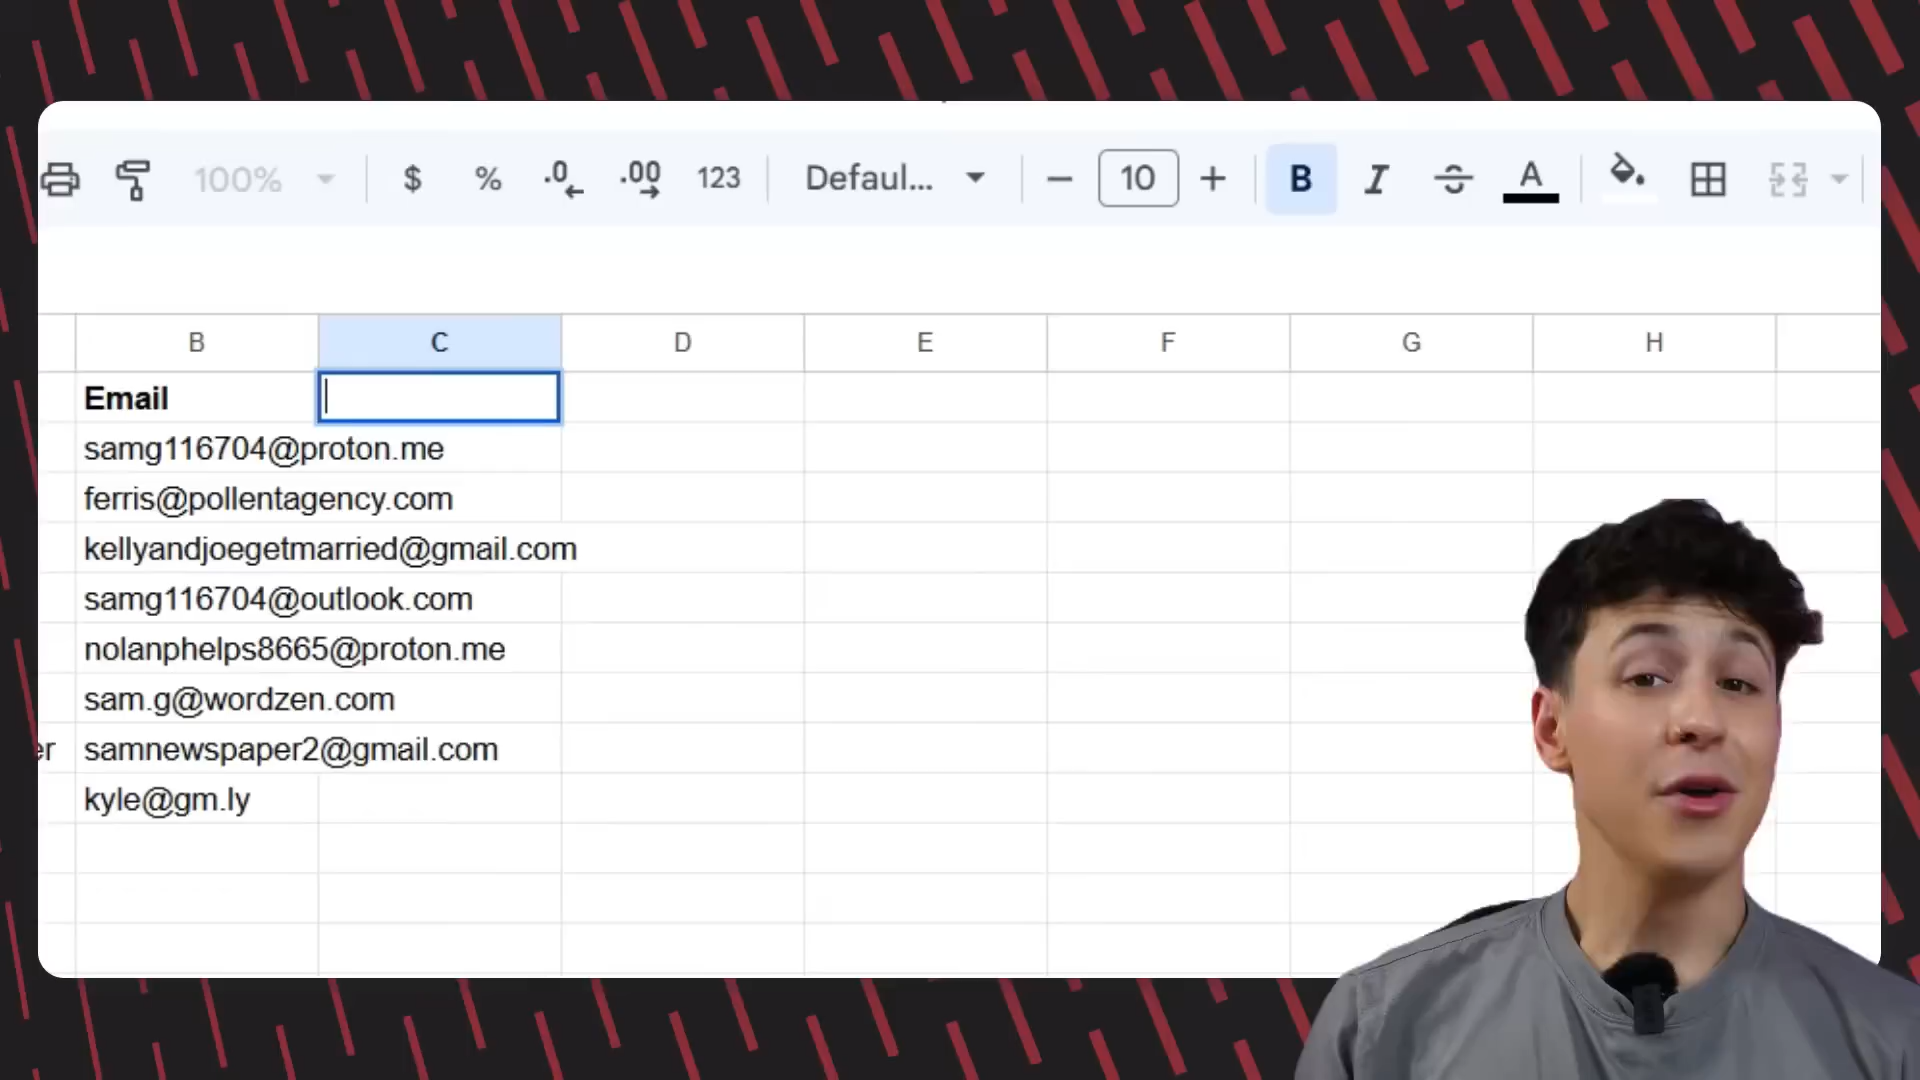 100% $ % .0 .00 123 Defaul... 10 B I A
B C D E F G H
Email
samg116704@proton.me
ferris@pollentagency.com
kellyandjoegetmarried@gmail.com
samg116704@outlook.com
nolanphelps8665@proton.me
sam.g@wordzen.com
er samnewspaper2@gmail.com
kyle@gm.ly